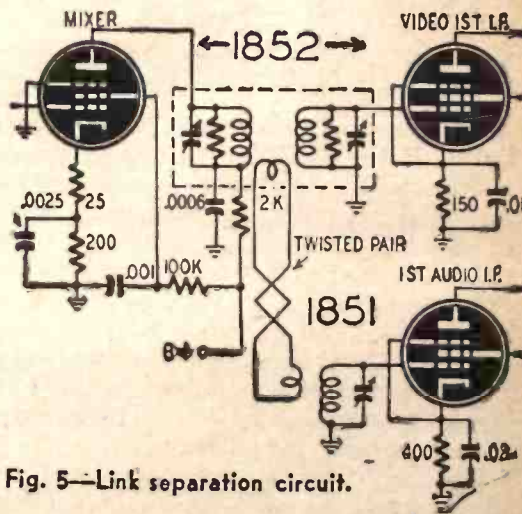 MIXER
←1852→
VIDEO 1ST I.F.
.0025
25
200
.0006
2K
150
.001
100K
TWISTED PAIR
B+
1851
1ST AUDIO I.F.
400
Fig. 5—Link separation circuit.